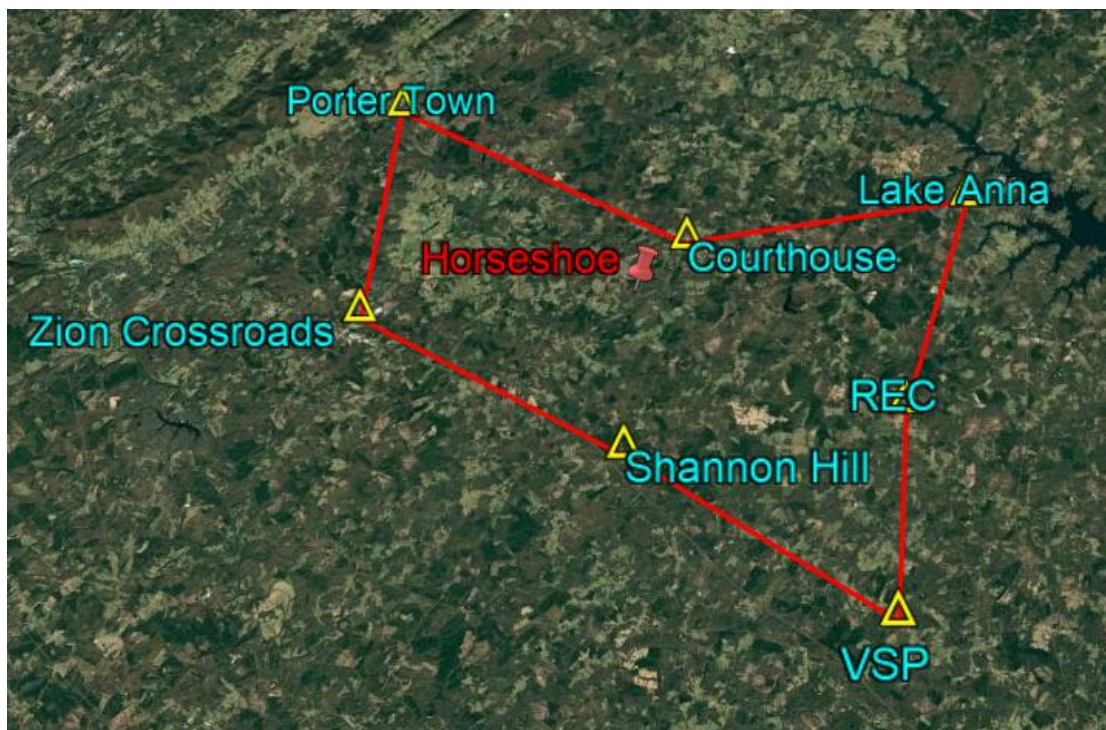 Porter Town
Lake Anna
Horseshoe
Courthouse
Zion Crossroads
REC
Shannon Hill
VSP